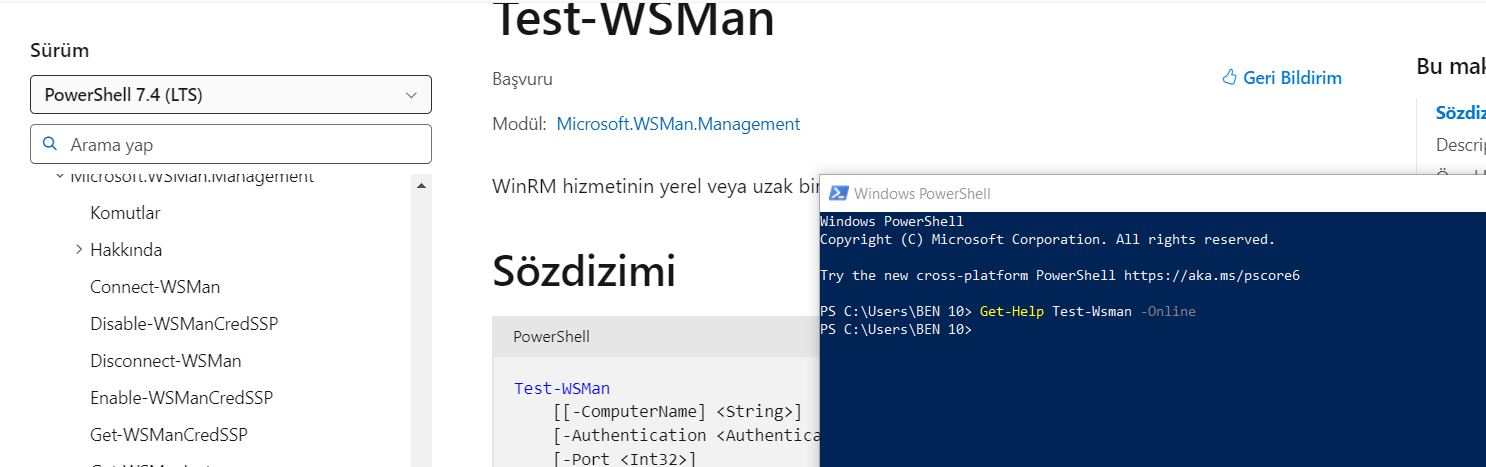 Test-WSMan
Sürüm
PowerShell 7.4 (LTS)
Arama yap
Microsoft.WSMan.Management
Komutlar
Hakkında
Connect-WSMan
Disable-WSManCredSSP
Disconnect-WSMan
Enable-WSManCredSSP
Get-WSManCredSSP
Başvuru
Geri Bildirim
Modül: Microsoft.WSMan.Management
WinRM hizmetinin yerel veya uzak bir
Sözdizimi
PowerShell
Test-WSMan
[[-ComputerName] <String>]
[-Authentication <Authentica
[-Port <Int32>]
Bu mak
Sözdiz
Descrip
Windows PowerShell
Windows PowerShell
Copyright (C) Microsoft Corporation. All rights reserved.
Try the new cross-platform PowerShell https://aka.ms/pscore6
PS C:\Users\BEN 10> Get-Help Test-Wsman -Online
PS C:\Users\BEN 10>